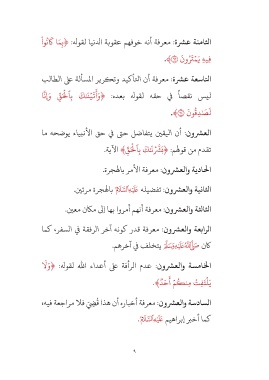 الثامنة عشرة: معرفة أنه خوفهم عقوبة الدنيا لقوله: ﴿بِمَا كَانُواْ
فِيهِ يَمۡتَرُونَ ۝﴾.
التاسعة عشرة: معرفة أن التأكيد وتكرير المسألة على الطالب
ليس نقصاً في حقه لقوله بعده: ﴿وَأَتَيۡنَٰكَ بِٱلۡحَقِّ وَإِنَّا
لَصَٰدِقُونَ ۝﴾.
العشرون: أن اليقين يتفاضل حتى في حق الأنبياء يوضحه ما
تقدم من قولهم: ﴿بَشَّرۡنَٰكَ بِٱلۡحَقِّ﴾ الآية.
الحادية والعشرون: معرفة الأمر بالهجرة.
الثانية والعشرون: تفضيله عَلَيْهِ السَّلَامُ بالهجرة مرتين.
الثالثة والعشرون: معرفة أنهم أمروا بها إلى مكان معين.
الرابعة والعشرون: معرفة قدر كونه آخر الرفقة في السفر، كما
كان صَلَّى اللَّهُ عَلَيْهِ وَسَلَّمَ يتخلف في آخرهم.
الخامسة والعشرون: عدم الرأفة على أعداء الله لقوله: ﴿وَلَا
يَلۡتَفِتۡ مِنكُمۡ أَحَدٞ﴾.
السادسة والعشرون: معرفة أخباره أن هذا قُضِيَ فلا مراجعة فيه،
كما أخبر إبراهيم عَلَيْهِ السَّلَامُ.
٩